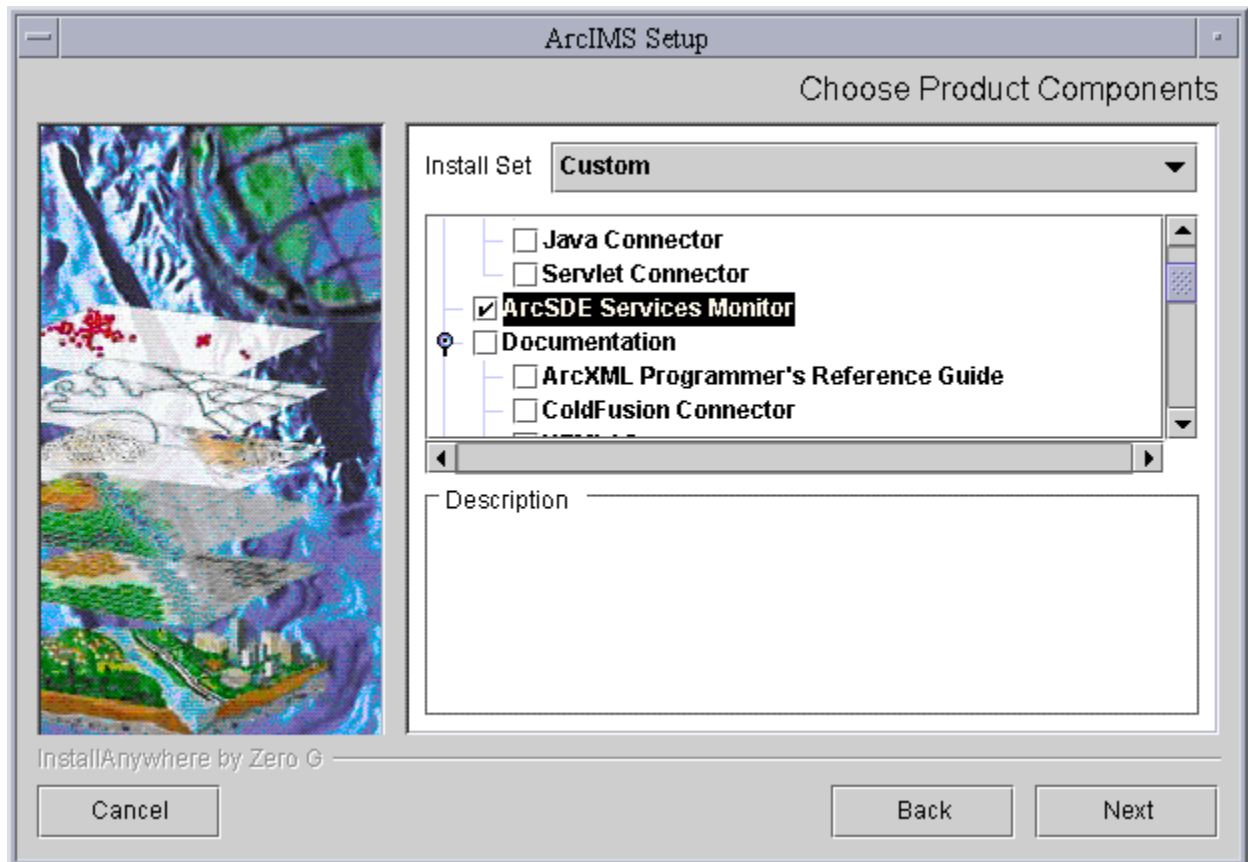 ArcIMS Setup
Choose Product Components
Install Set Custom
Java Connector
Servlet Connector
ArcSDE Services Monitor
Documentation
ArcXML Programmer's Reference Guide
ColdFusion Connector
Description
InstallAnywhere by Zero G
Cancel Back Next